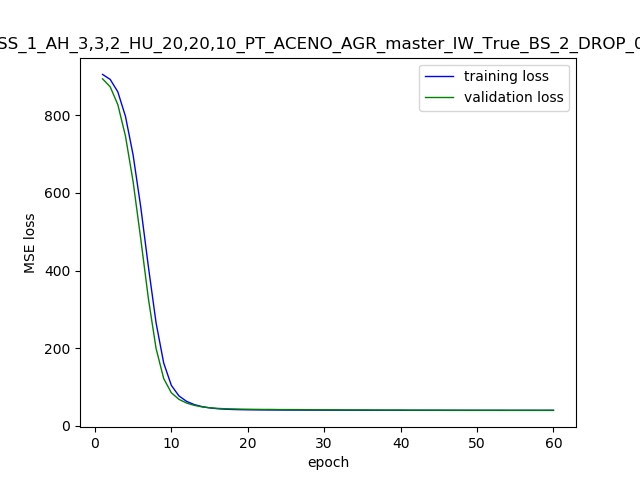 SS_1_AH_3,3,2_HU_20,20,10_PT_ACENO_AGR_master_IW_True_BS_2_DROP_0
training loss
validation loss
800
600
400
200
0
MSE loss
0 10 20 30 40 50 60
epoch